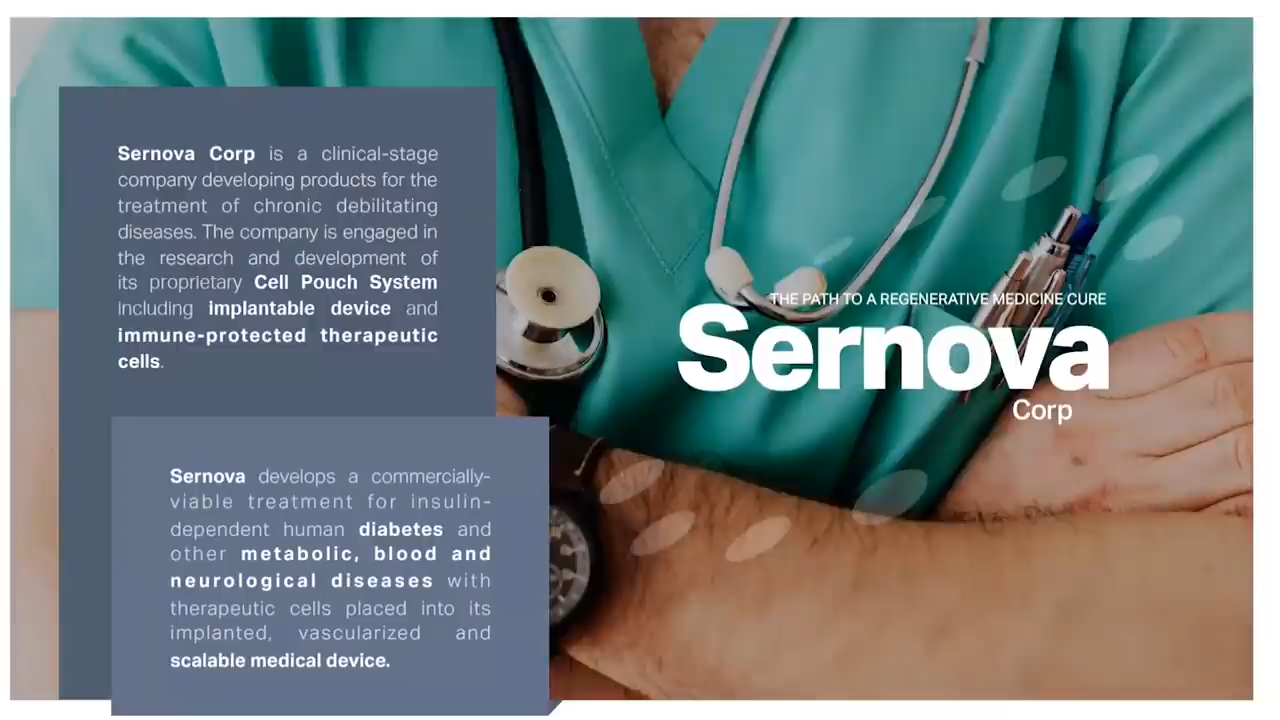 Sernova Corp is a clinical-stage
company developing products for the
treatment of chronic debilitating
diseases. The company is engaged in
the research and development of
its proprietary Cell Pouch System
including implantable device and
immune-protected therapeutic
cells.
Sernova develops a commercially-
viable treatment for insulin-
dependent human diabetes and
other metabolic, blood and
neurological diseases with
therapeutic cells placed into its
implanted, vascularized and
scalable medical device.
THE PATH TO A REGENERATIVE MEDICINE CURE
Sernova
Corp